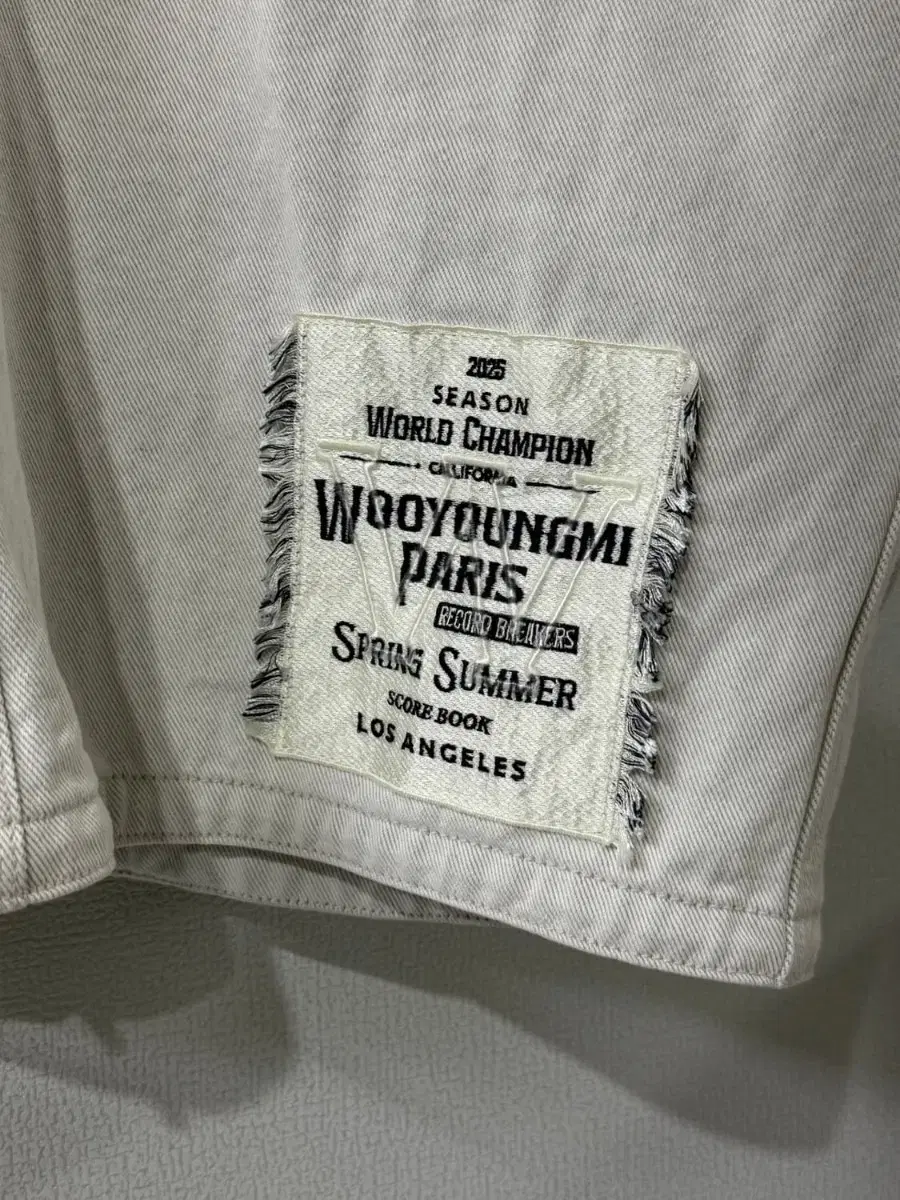 2025
SEASON
WORLD CHAMPION
CALIFORNIA
WOOYOUNGMI
PARIS
RECORD BREAKERS
SPRING SUMMER
SCORE BOOK
LOS ANGELES
W